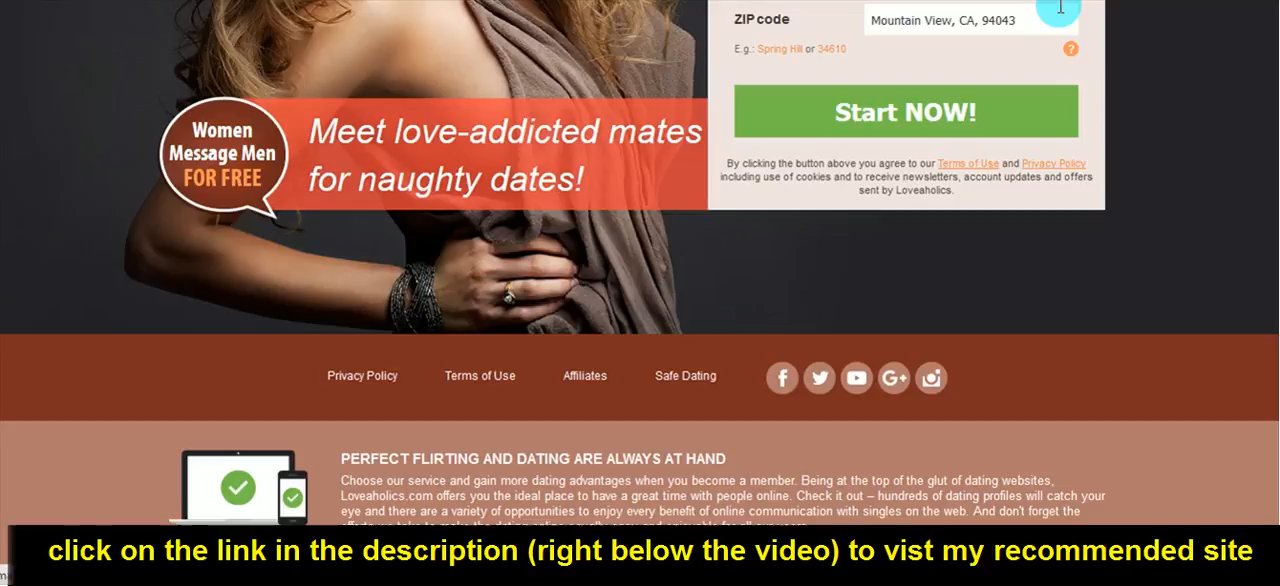 ZIP code
Mountain View, CA, 94043
E.g.: Spring Hill or 34610
?
Women
Message Men
FOR FREE
Meet love-addicted mates
for naughty dates!
Start NOW!
By clicking the button above you agree to our Terms of Use and Privacy Policy
including use of cookies and to receive newsletters, account updates and offers
sent by Loveaholics.
Privacy Policy Terms of Use Affiliates Safe Dating
PERFECT FLIRTING AND DATING ARE ALWAYS AT HAND
Choose our service and gain more dating advantages when you become a member. Being at the top of the glut of dating websites,
Loveaholics.com offers you the ideal place to have a great time with people online. Check it out – hundreds of dating profiles will catch your
eye and there are a variety of opportunities to enjoy every benefit of online communication with singles on the web. And don't forget the
click on the link in the description (right below the video) to vist my recommended site